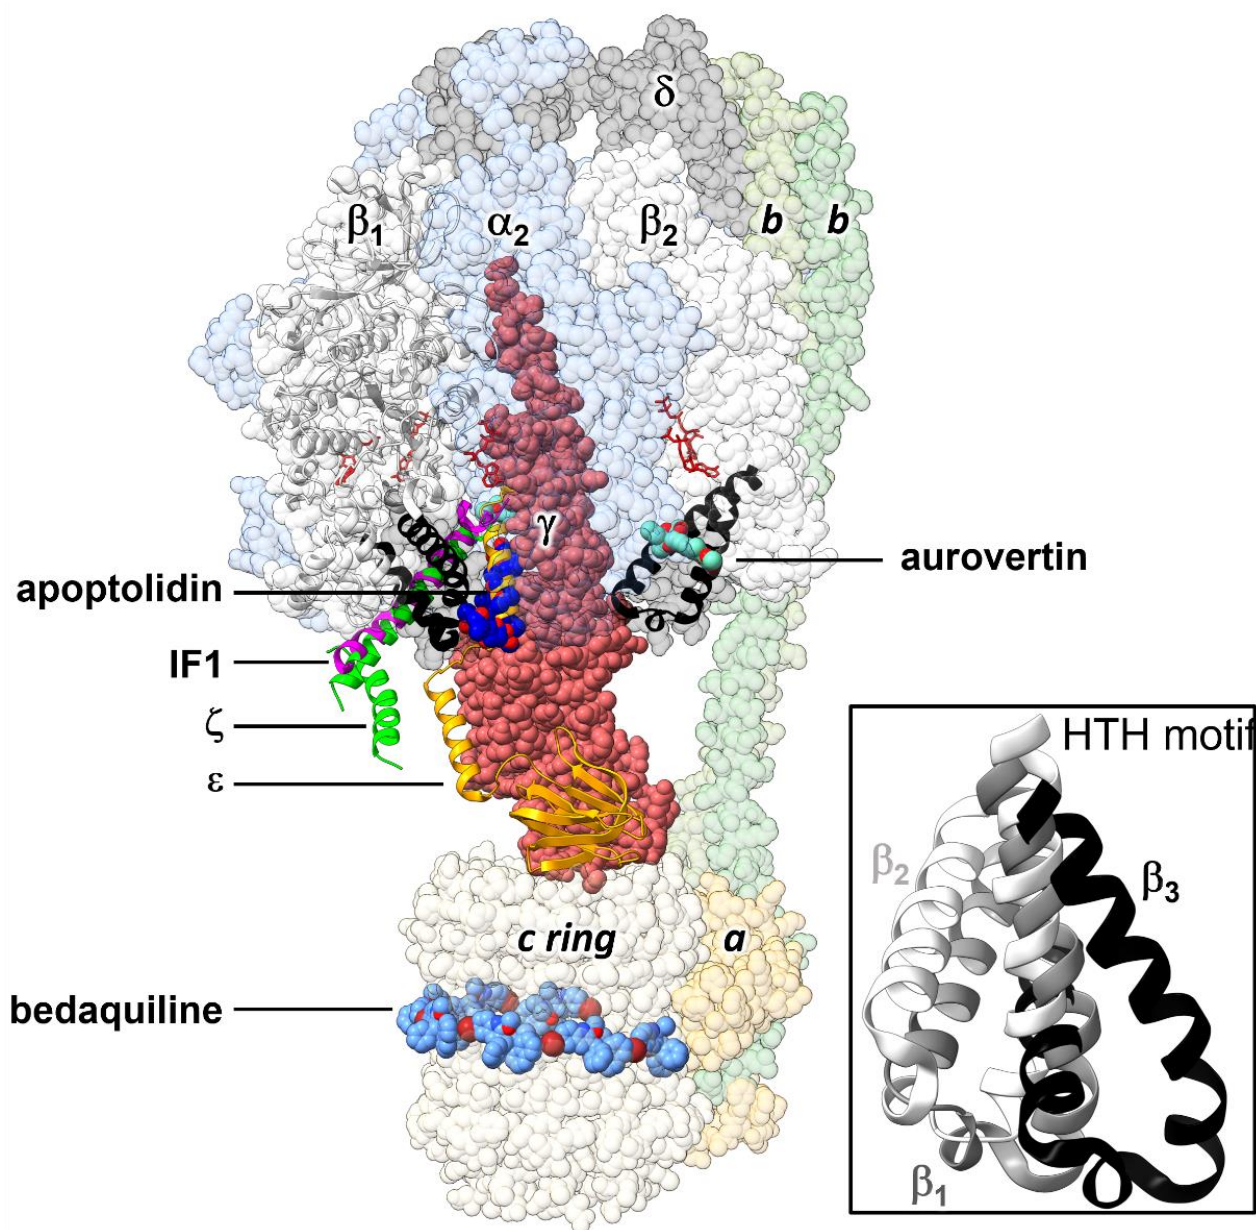 δ
β1
α2
β2
b
b
γ
apoptolidin
aurovertin
IF1
ζ
ε
HTH motif
β2
β3
c ring
a
bedaquiline
β1